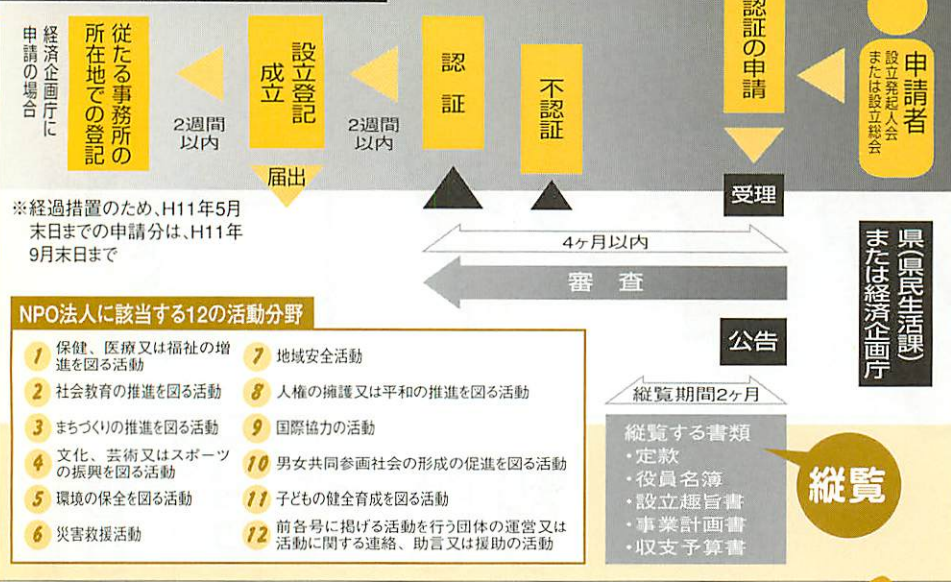 申請者
設立発起人会
または設立総会
認証の申請
受理
不認証
認証
2週間
以内
設立登記
成立
届出
2週間
以内
従たる事務所の
所在地での登記
経済企画庁に
申請の場合
※経過措置のため、H11年5月
末日までの申請分は、H11年
9月末日まで
4ヶ月以内
審査
県(県民生活課)
または経済企画庁
公告
縦覧期間2ヶ月
縦覧する書類
・定款
・役員名簿
・設立趣旨書
・事業計画書
・収支予算書
縦覧
NPO法人に該当する12の活動分野
1 保健、医療又は福祉の増
進を図る活動
2 社会教育の推進を図る活動
3 まちづくりの推進を図る活動
4 文化、芸術又はスポーツ
の振興を図る活動
5 環境の保全を図る活動
6 災害救援活動
7 地域安全活動
8 人権の擁護又は平和の推進を図る活動
9 国際協力の活動
10 男女共同参画社会の形成の促進を図る活動
11 子どもの健全育成を図る活動
12 前各号に掲げる活動を行う団体の運営又は
活動に関する連絡、助言又は援助の活動